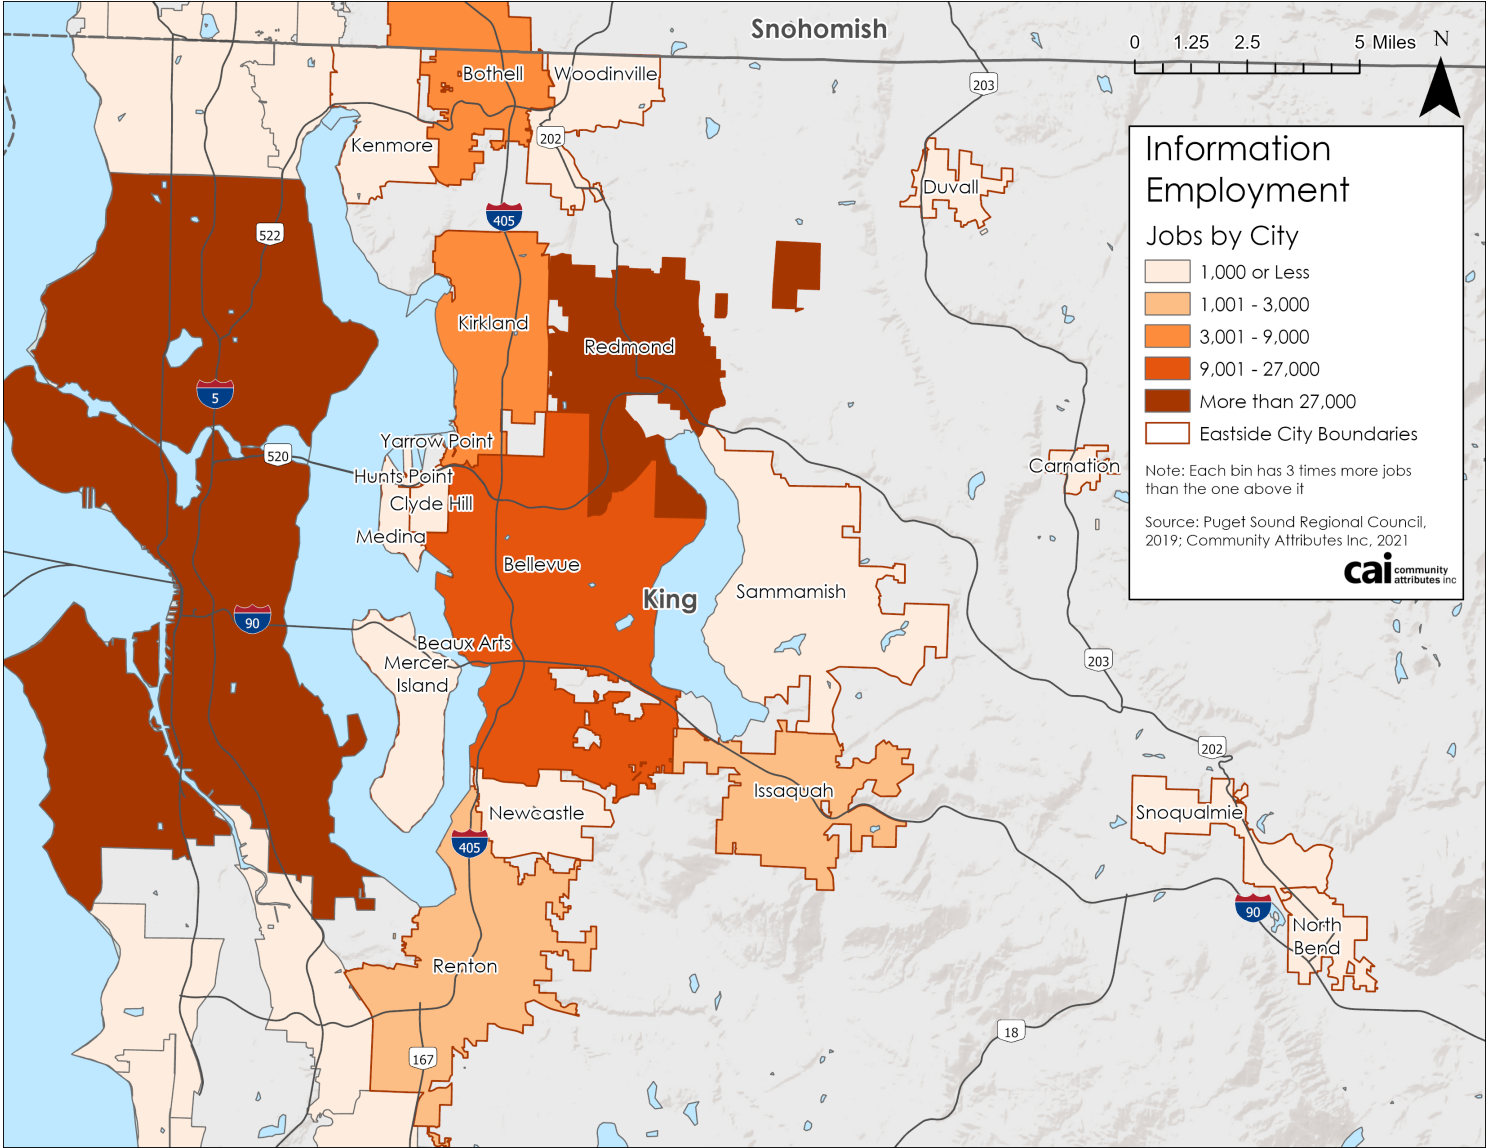 Snohomish
0 1.25 2.5 5 Miles
N
Bothell
Woodinville
203
Kenmore
202
Duvall
405
522
Information
Employment
Jobs by City
1,000 or Less
1,001 - 3,000
3,001 - 9,000
9,001 - 27,000
More than 27,000
Eastside City Boundaries
Note: Each bin has 3 times more jobs
than the one above it
Source: Puget Sound Regional Council,
2019; Community Attributes Inc, 2021
cai community
attributes inc
Kirkland
Redmond
5
520
Yarrow Point
Hunts Point
Clyde Hill
Medina
Carnation
Bellevue
King
Sammamish
90
Beaux Arts
Mercer
Island
203
202
Issaquah
Newcastle
Snoqualmie
405
90
North
Bend
Renton
18
167